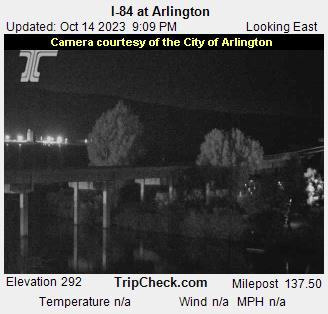 I-84 at Arlington
Updated: Oct 14 2023 9:09 PM Looking East
Camera courtesy of the City of Arlington
Elevation 292 TripCheck.com Milepost 137.50
Temperature n/a Wind n/a MPH n/a